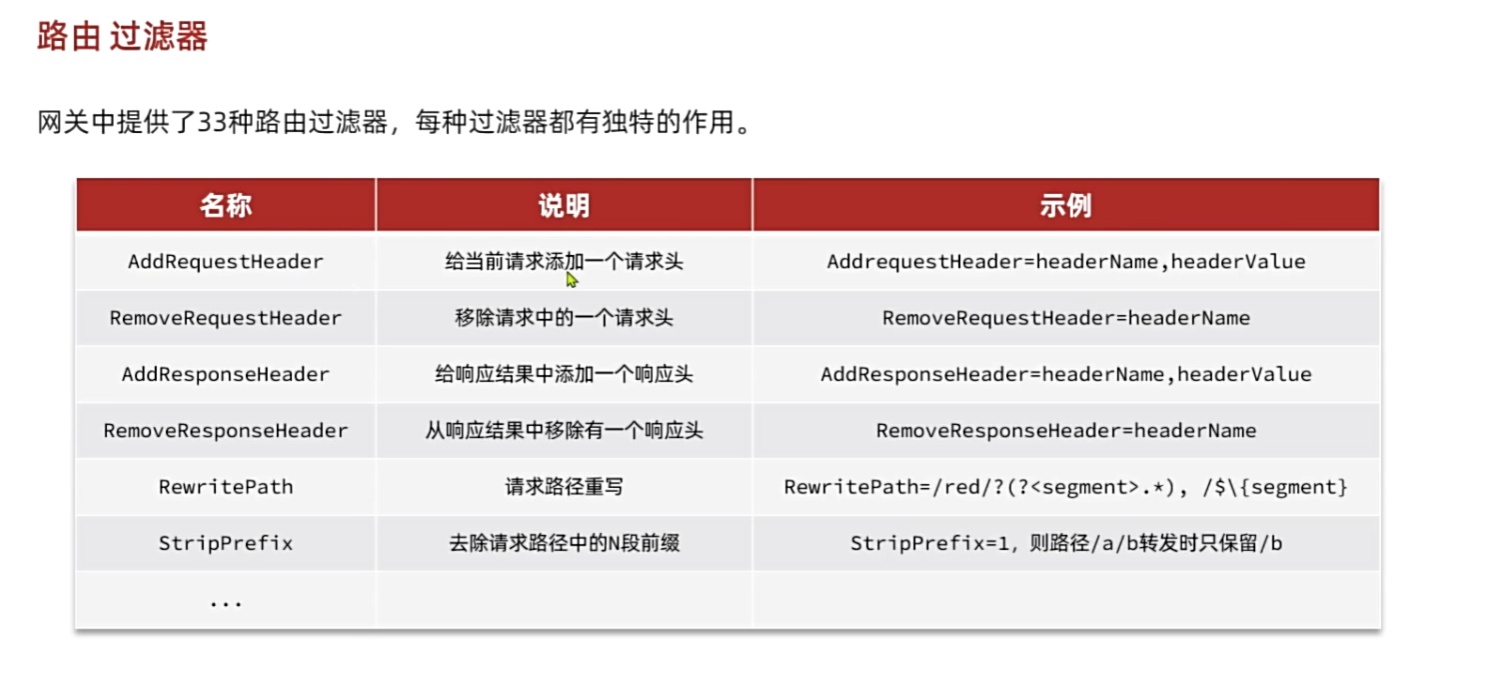 路由 过滤器
网关中提供了33种路由过滤器，每种过滤器都有独特的作用。
名称 说明 示例
AddRequestHeader 给当前请求添加一个请求头 AddrequestHeader=headerName,headerValue
RemoveRequestHeader 移除请求中的一个请求头 RemoveRequestHeader=headerName
AddResponseHeader 给响应结果中添加一个响应头 AddResponseHeader=headerName,headerValue
RemoveResponseHeader 从响应结果中移除有一个响应头 RemoveResponseHeader=headerName
RewritePath 请求路径重写 RewritePath=/red/?(?<segment>.*), /$\{segment}
StripPrefix 去除请求路径中的N段前缀 StripPrefix=1，则路径/a/b转发时只保留/b
...